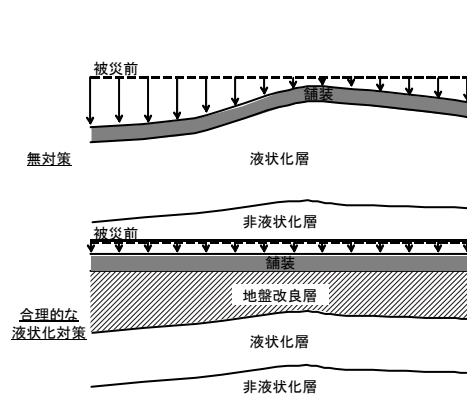 被災前
舗装
無対策
液状化層
非液状化層
被災前
舗装
地盤改良層
合理的な
液状化対策
液状化層
非液状化層